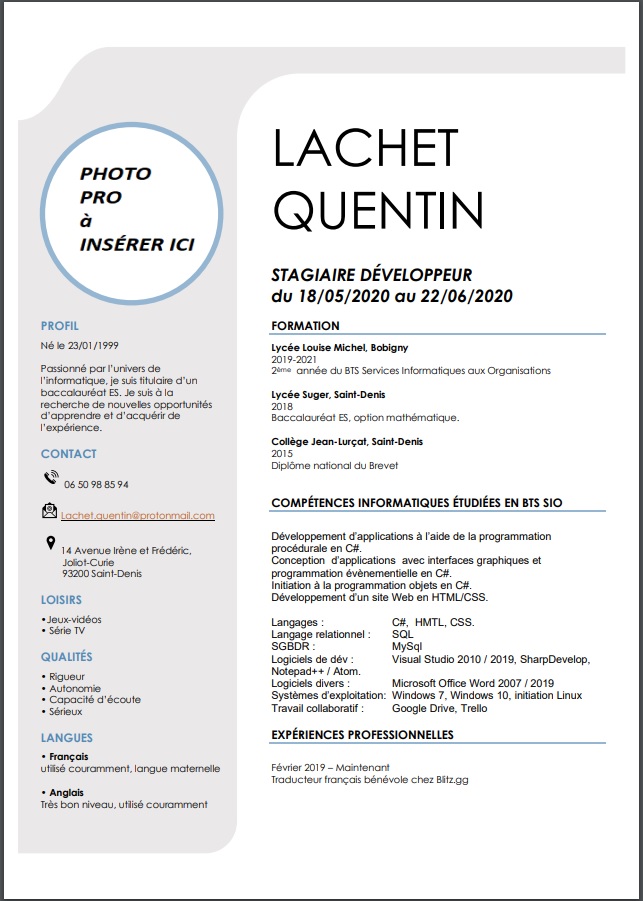 PHOTO
PRO
à
INSÉRER ICI
PROFIL
Né le 23/01/1999
Passionné par l'univers de
l'informatique, je suis titulaire d'un
baccalauréat ES. Je suis à la
recherche de nouvelles opportunités
d'apprendre et d'acquérir de
l'expérience.
CONTACT
06 50 98 85 94
Lachet.quentin@protonmail.com
14 Avenue Irène et Frédéric,
Joliot-Curie
93200 Saint-Denis
LOISIRS
•Jeux-vidéos
• Série TV
QUALITÉS
• Rigueur
• Autonomie
• Capacité d'écoute
• Sérieux
LANGUES
• Français
utilisé couramment, langue maternelle
• Anglais
Très bon niveau, utilisé couramment
LACHET
QUENTIN
STAGIAIRE DÉVELOPPEUR
du 18/05/2020 au 22/06/2020
FORMATION
Lycée Louise Michel, Bobigny
2019-2021
2ème année du BTS Services Informatiques aux Organisations
Lycée Suger, Saint-Denis
2018
Baccalauréat ES, option mathématique.
Collège Jean-Lurçat, Saint-Denis
2015
Diplôme national du Brevet
COMPÉTENCES INFORMATIQUES ÉTUDIÉES EN BTS SIO
Développement d'applications à l'aide de la programmation
procédurale en C#.
Conception d'applications avec interfaces graphiques et
programmation évènementielle en C#.
Initiation à la programmation objets en C#.
Développement d'un site Web en HTML/CSS.
Langages : C#, HMTL, CSS.
Langage relationnel : SQL
SGBDR : MySql
Logiciels de dév : Visual Studio 2010 / 2019, SharpDevelop,
Notepad++ / Atom.
Logiciels divers : Microsoft Office Word 2007 / 2019
Systèmes d'exploitation: Windows 7, Windows 10, initiation Linux
Travail collaboratif : Google Drive, Trello
EXPÉRIENCES PROFESSIONNELLES
Février 2019 – Maintenant
Traducteur français bénévole chez Blitz.gg